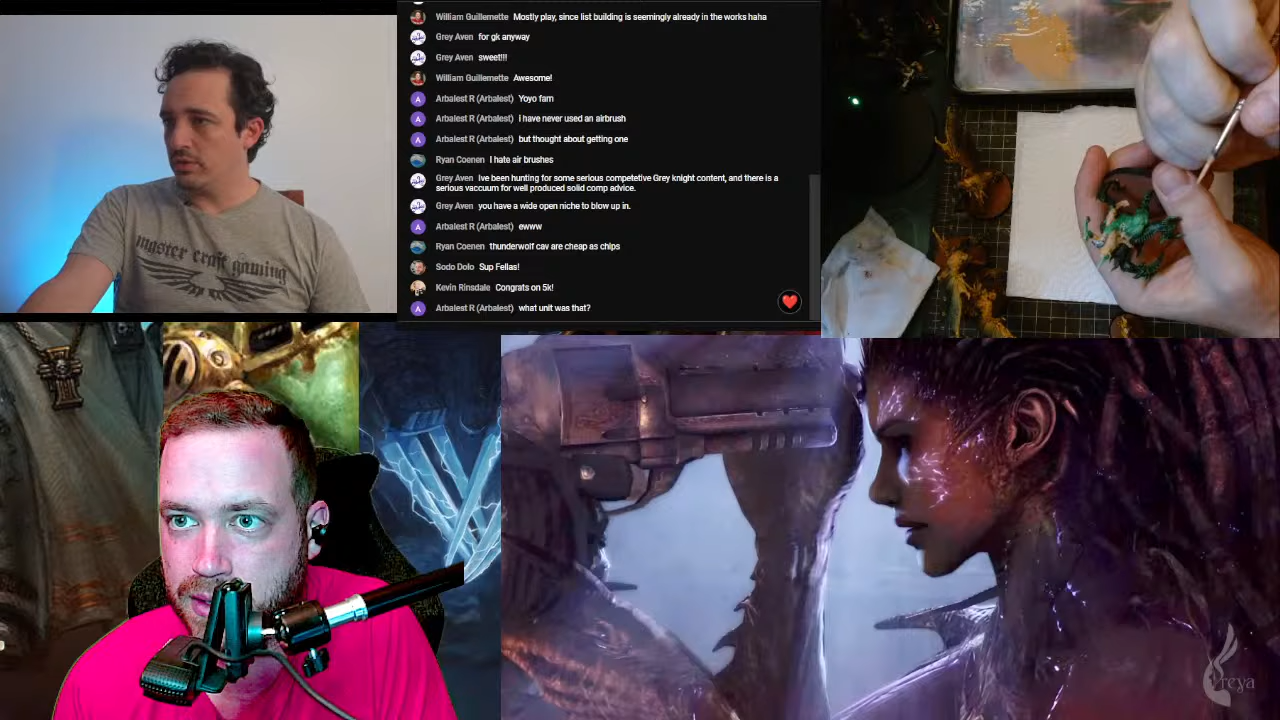 William Guillemette Mostly play, since list building is seemingly already in the works haha
Grey Aven for gk anyway
Grey Aven sweet!!!
William Guillemette Awesome!
A Arbalest R (Arbalest) Yoyo fam
A Arbalest R (Arbalest) i have never used an airbrush
A Arbalest R (Arbalest) but thought about getting one
Ryan Coenen I hate air brushes
Grey Aven Ive been hunting for some serious competetive Grey knight content, and there is a
serious vaccuum for well produced solid comp advice.
Grey Aven you have a wide open niche to blow up in.
A Arbalest R (Arbalest) ewww
Ryan Coenen thunderwolf cav are cheap as chips
Sodo Dolo Sup Fellas!
Kevin Rinsdale Congrats on 5k!
A Arbalest R (Arbalest) what unit was that?
master craft gaming
Freya